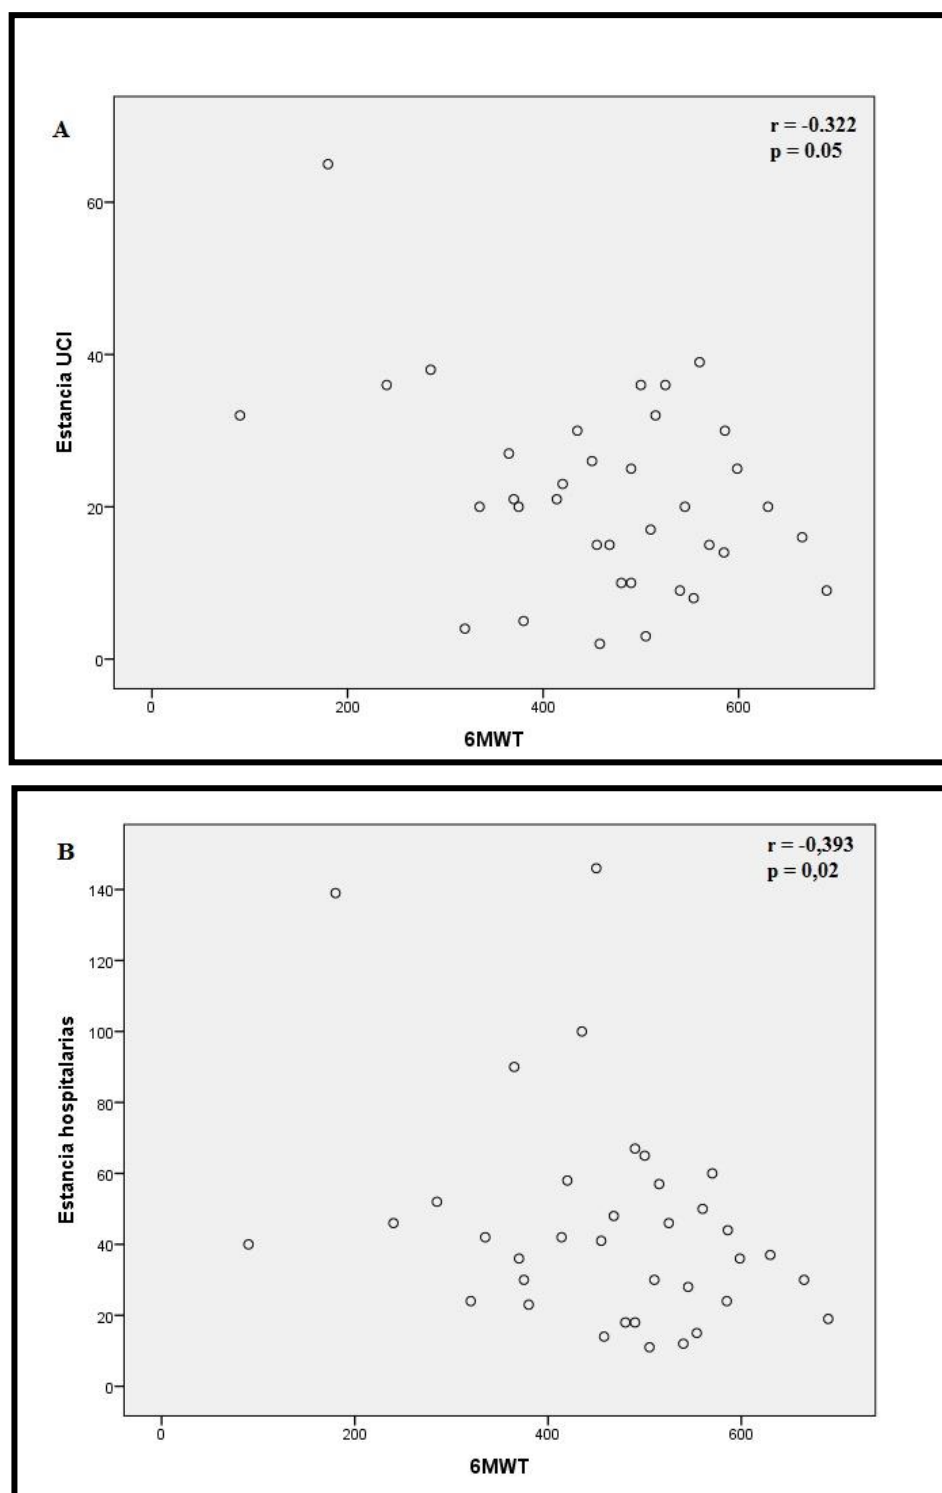 A
r = -0.322
p = 0.05
60
40
20
0
Estancia UCI
0 200 400 600
6MWT
B
r = -0,393
p = 0,02
140
120
100
80
60
40
20
0
Estancia hospitalarias
0 200 400 600
6MWT